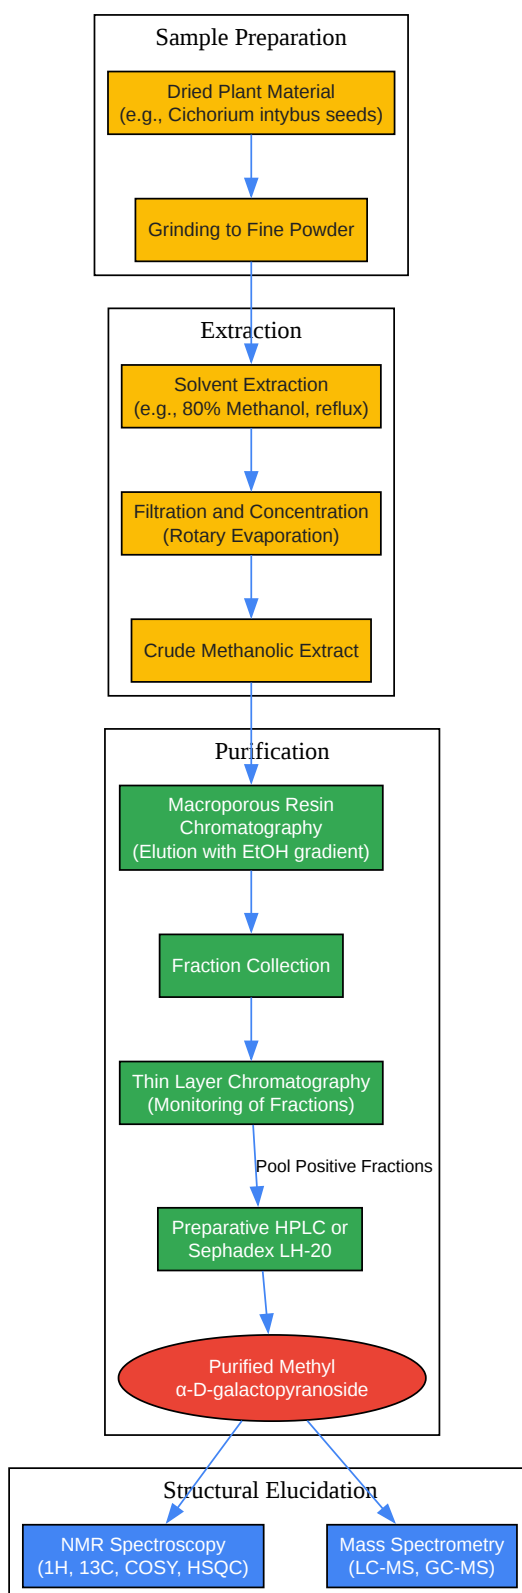 Sample Preparation
Dried Plant Material
(e.g., Cichorium intybus seeds)
Grinding to Fine Powder
Extraction
Solvent Extraction
(e.g., 80% Methanol, reflux)
Filtration and Concentration
(Rotary Evaporation)
Crude Methanolic Extract
Purification
Macroporous Resin
Chromatography
(Elution with EtOH gradient)
Fraction Collection
Thin Layer Chromatography
(Monitoring of Fractions)
Pool Positive Fractions
Preparative HPLC or
Sephadex LH-20
Purified Methyl
α-D-galactopyranoside
Structural Elucidation
NMR Spectroscopy
(1H, 13C, COSY, HSQC)
Mass Spectrometry
(LC-MS, GC-MS)